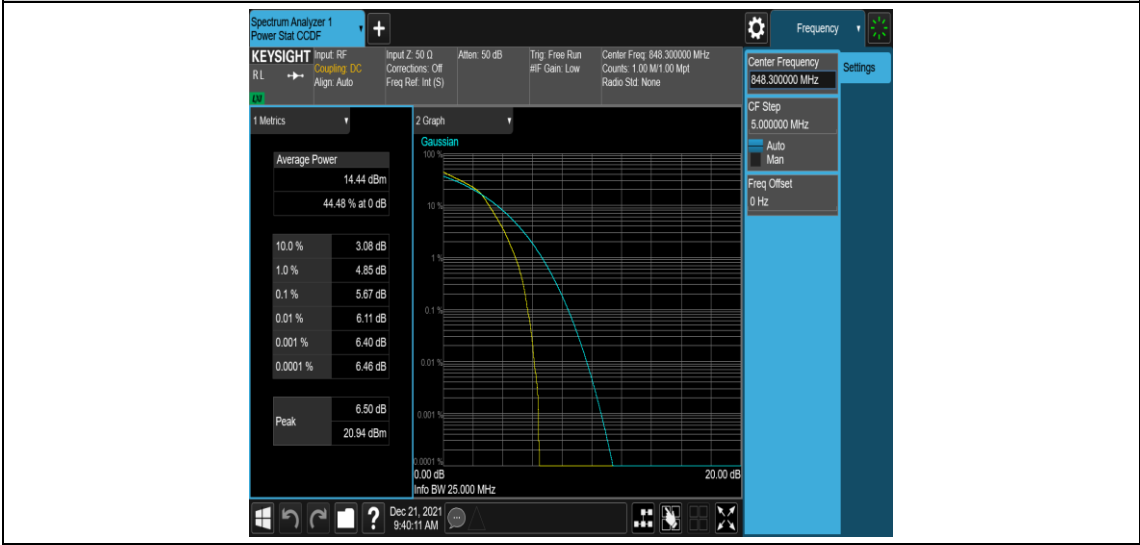 Spectrum Analyzer 1
Power Stat CCDF
Frequency
KEYSIGHT
RL
Input: RF
Coupling: DC
Align: Auto
Input Z: 50 Ω
Corrections: Off
Freq Ref: Int (S)
Atten: 50 dB
Trig: Free Run
#IF Gain: Low
Center Freq: 848.300000 MHz
Counts: 1.00 M/1.00 Mpt
Radio Std: None
Center Frequency
848.300000 MHz
Settings
CF Step
5.000000 MHz
Auto
Man
Freq Offset
0 Hz
1 Metrics
Average Power
14.44 dBm
44.48 % at 0 dB
10.0 % 3.08 dB
1.0 % 4.85 dB
0.1 % 5.67 dB
0.01 % 6.11 dB
0.001 % 6.40 dB
0.0001 % 6.46 dB
Peak
6.50 dB
20.94 dBm
2 Graph
Gaussian
100 %
10 %
1 %
0.1 %
0.01 %
0.001 %
0.0001 %
0.00 dB 20.00 dB
Info BW 25.000 MHz
?
Dec 21, 2021
9:40:11 AM